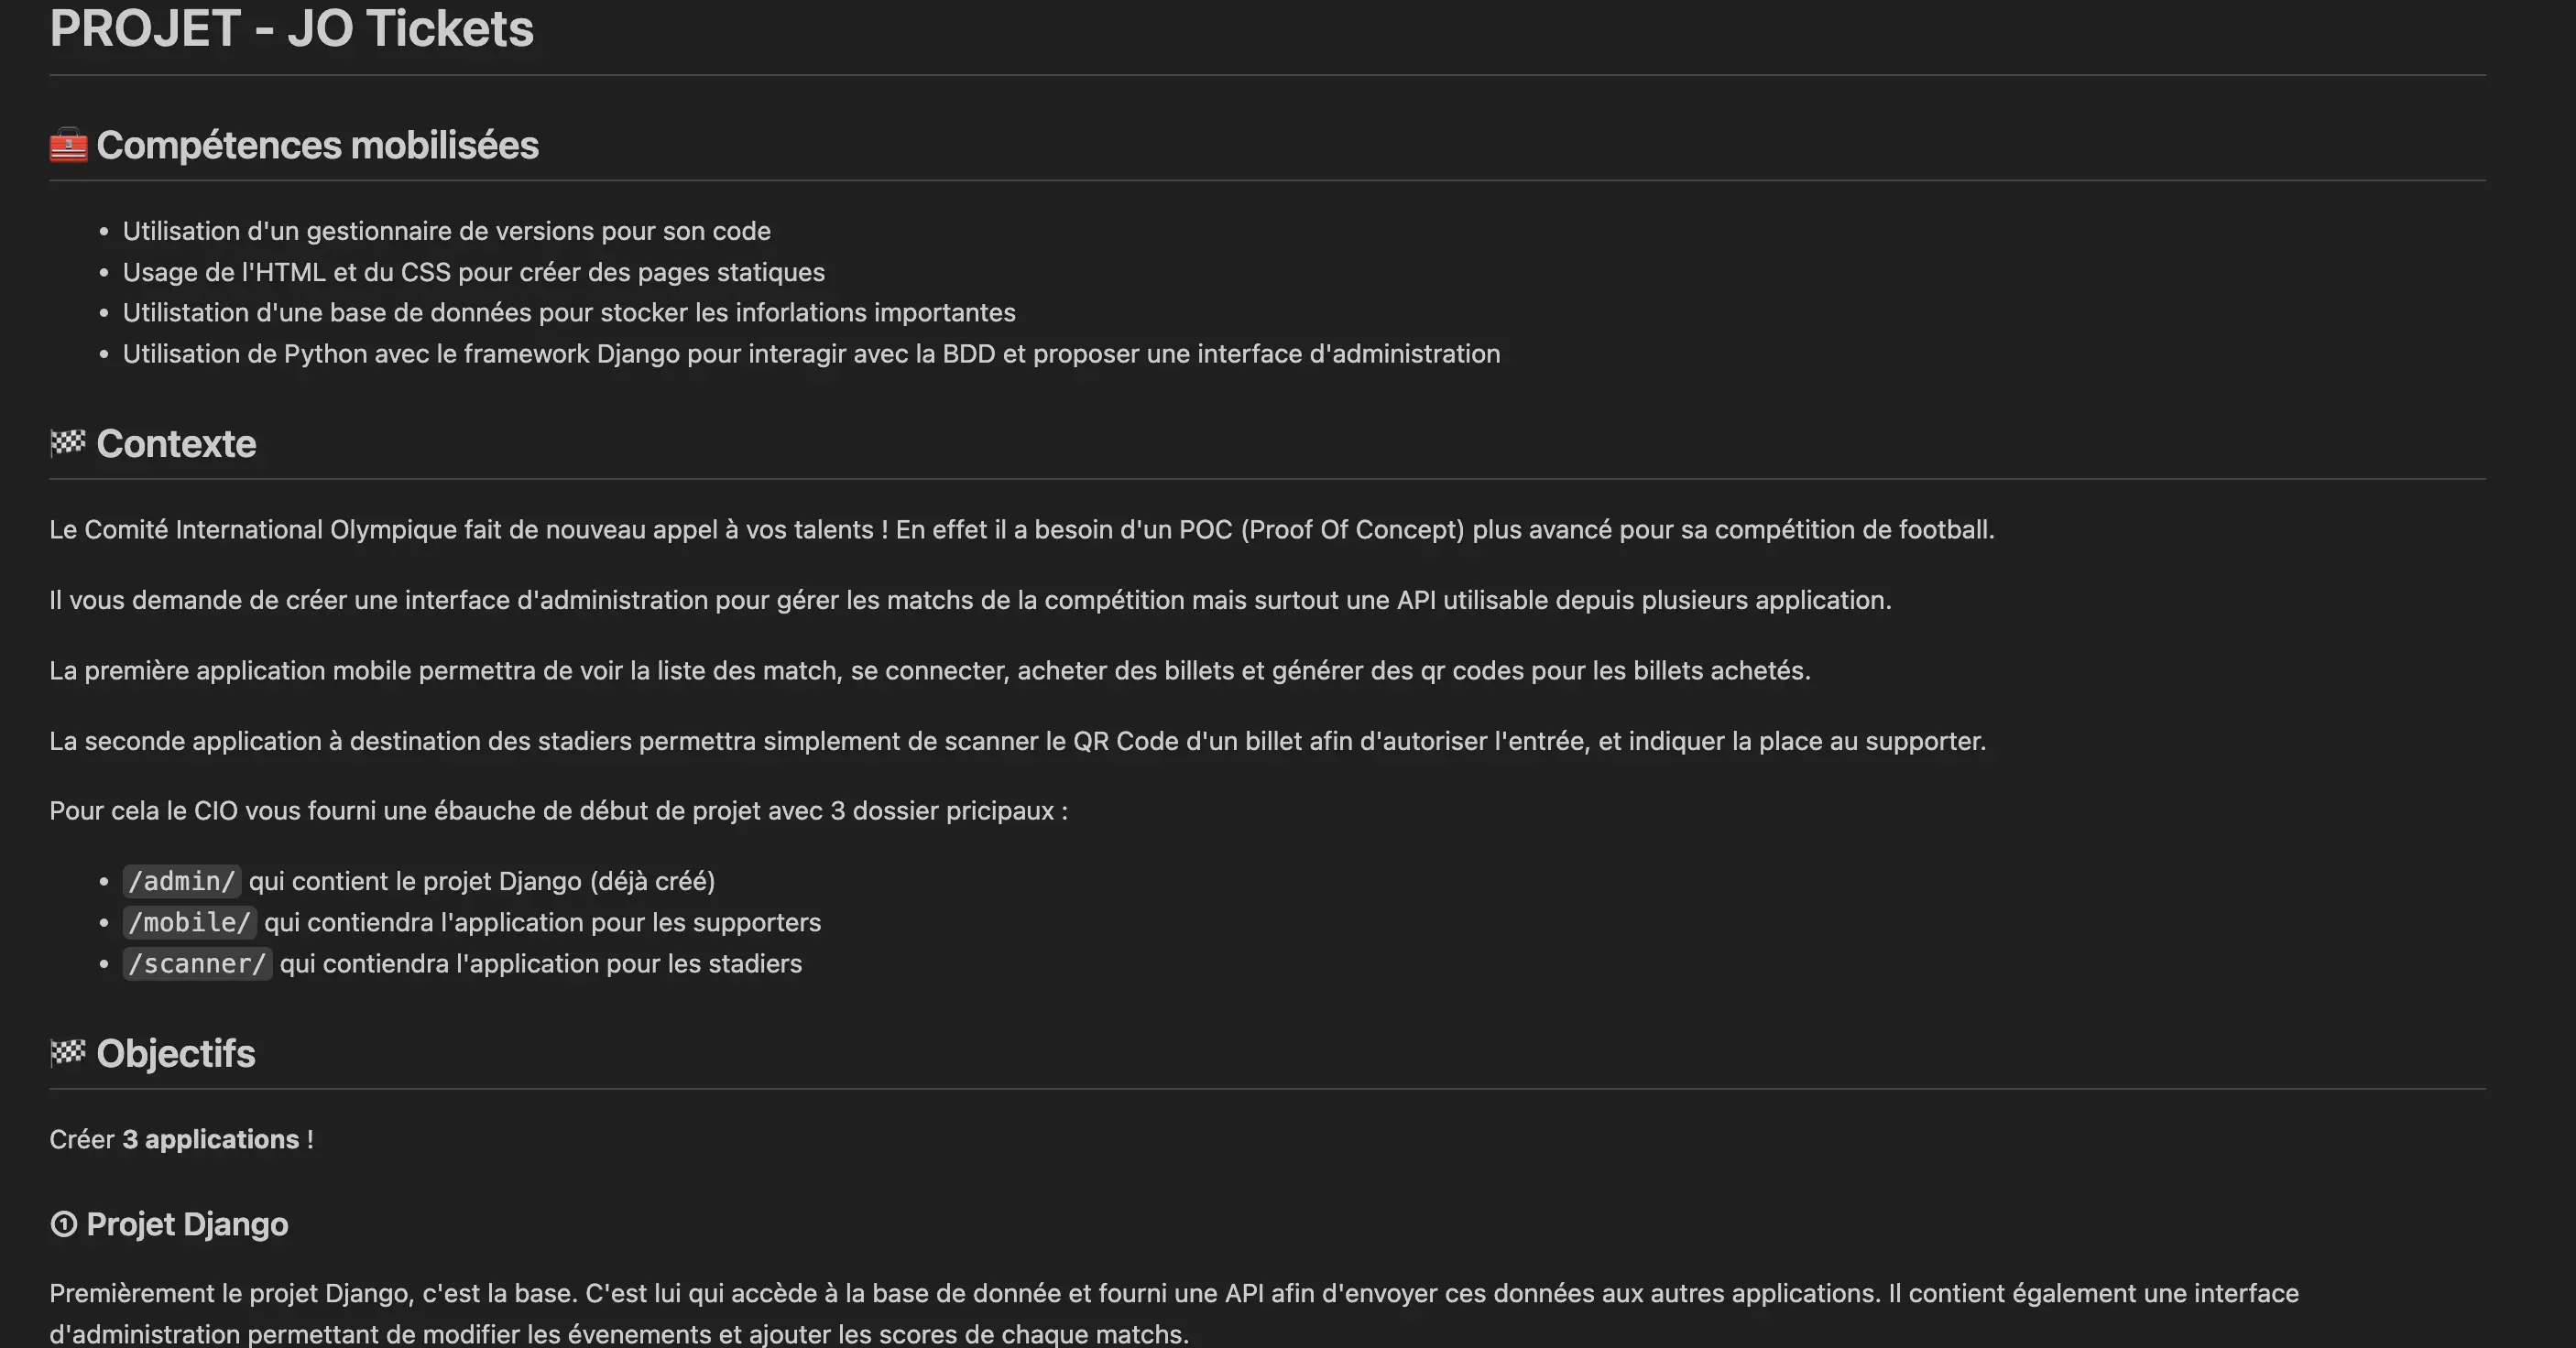 PROJET - JO Tickets
🧰 Compétences mobilisées
• Utilisation d'un gestionnaire de versions pour son code
• Usage de l'HTML et du CSS pour créer des pages statiques
• Utilistation d'une base de données pour stocker les inforlations importantes
• Utilisation de Python avec le framework Django pour interagir avec la BDD et proposer une interface d'administration
🏁 Contexte
Le Comité International Olympique fait de nouveau appel à vos talents ! En effet il a besoin d'un POC (Proof Of Concept) plus avancé pour sa compétition de football.
Il vous demande de créer une interface d'administration pour gérer les matchs de la compétition mais surtout une API utilisable depuis plusieurs application.
La première application mobile permettra de voir la liste des match, se connecter, acheter des billets et générer des qr codes pour les billets achetés.
La seconde application à destination des stadiers permettra simplement de scanner le QR Code d'un billet afin d'autoriser l'entrée, et indiquer la place au supporter.
Pour cela le CIO vous fourni une ébauche de début de projet avec 3 dossier pricipaux :
• /admin/ qui contient le projet Django (déjà créé)
• /mobile/ qui contiendra l'application pour les supporters
• /scanner/ qui contiendra l'application pour les stadiers
🏁 Objectifs
Créer 3 applications !
① Projet Django
Premièrement le projet Django, c'est la base. C'est lui qui accède à la base de donnée et fourni une API afin d'envoyer ces données aux autres applications. Il contient également une interface
d'administration permettant de modifier les évenements et ajouter les scores de chaque matchs.